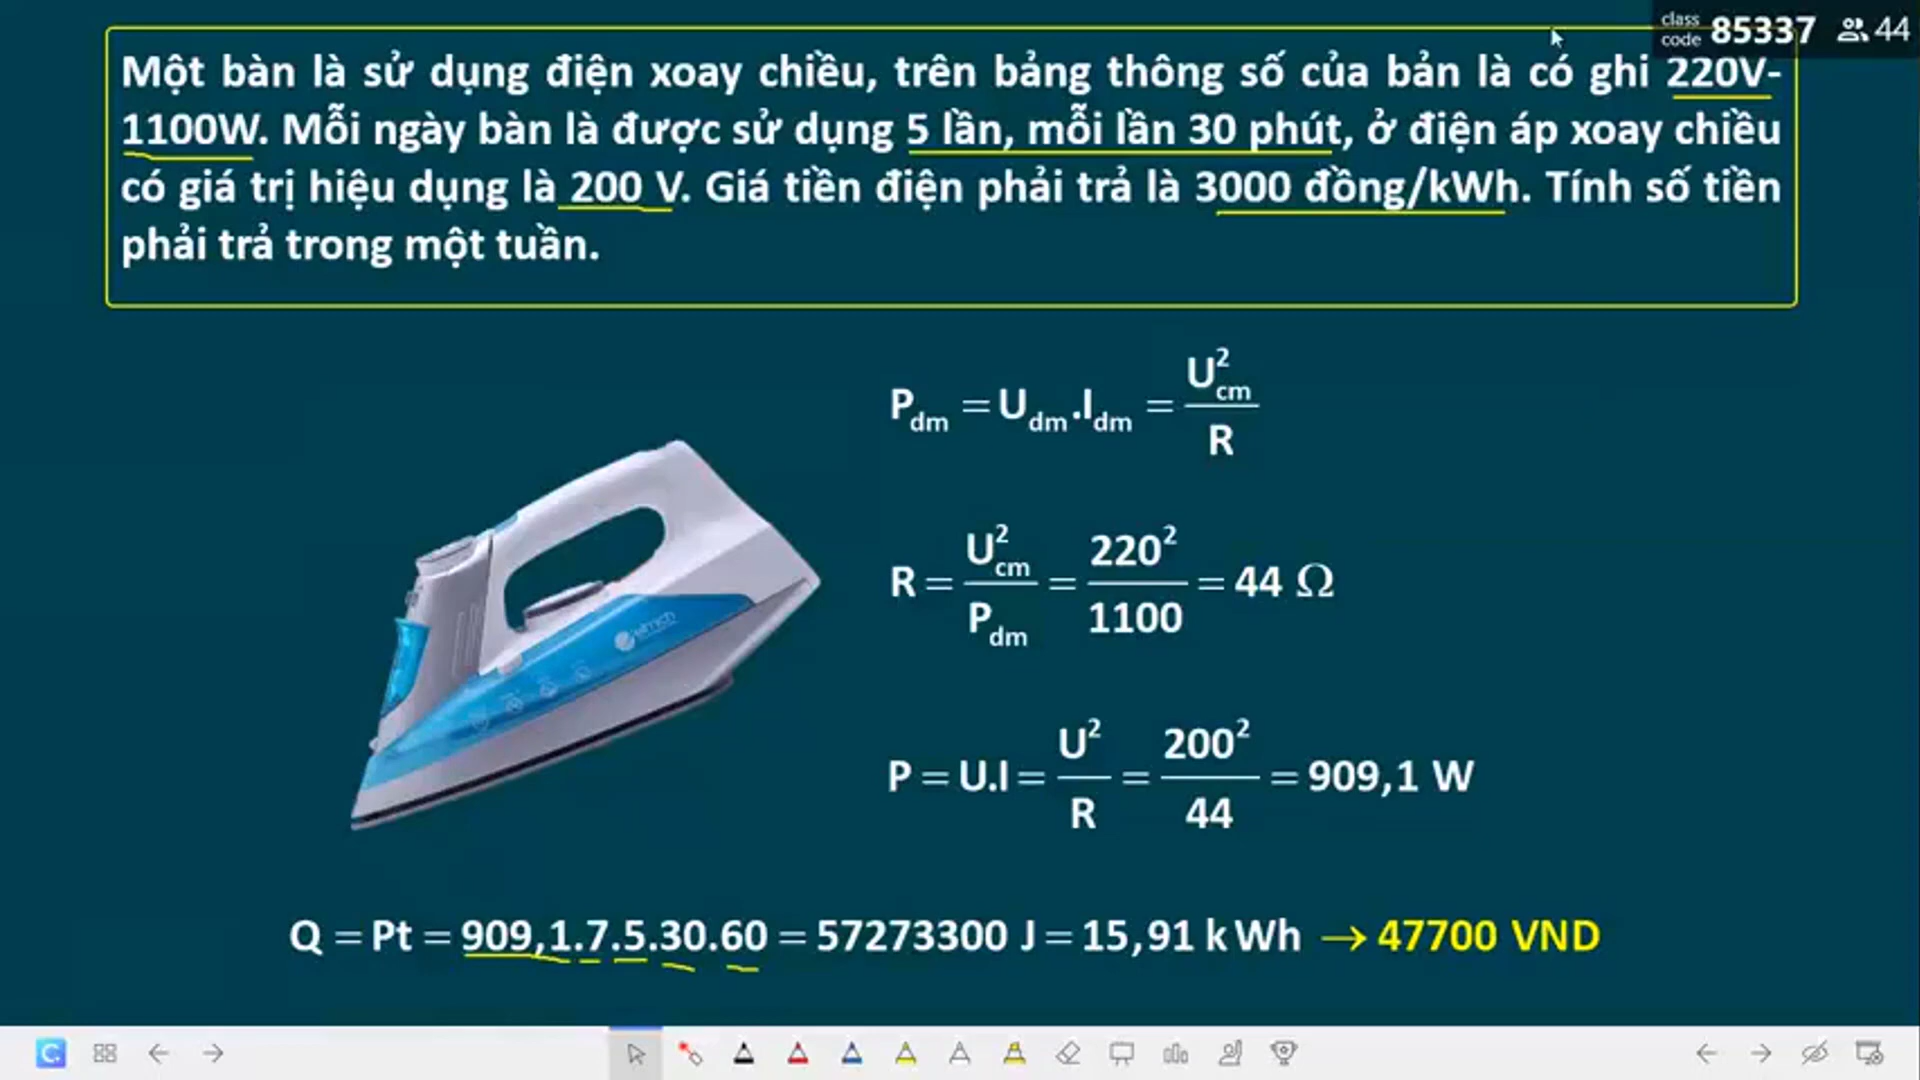 class code 85337 44
Một bàn là sử dụng điện xoay chiều, trên bảng thông số của bản là có ghi 220V-
1100W. Mỗi ngày bàn là được sử dụng 5 lần, mỗi lần 30 phút, ở điện áp xoay chiều
có giá trị hiệu dụng là 200 V. Giá tiền điện phải trả là 3000 đồng/kWh. Tính số tiền
phải trả trong một tuần.
P_dm = U_dm.I_dm = U²_cm / R
R = U²_cm / P_dm = 220² / 1100 = 44 Ω
P = U.I = U² / R = 200² / 44 = 909,1 W
Q = Pt = 909,1.7.5.30.60 = 57273300 J = 15,91 kWh → 47700 VND